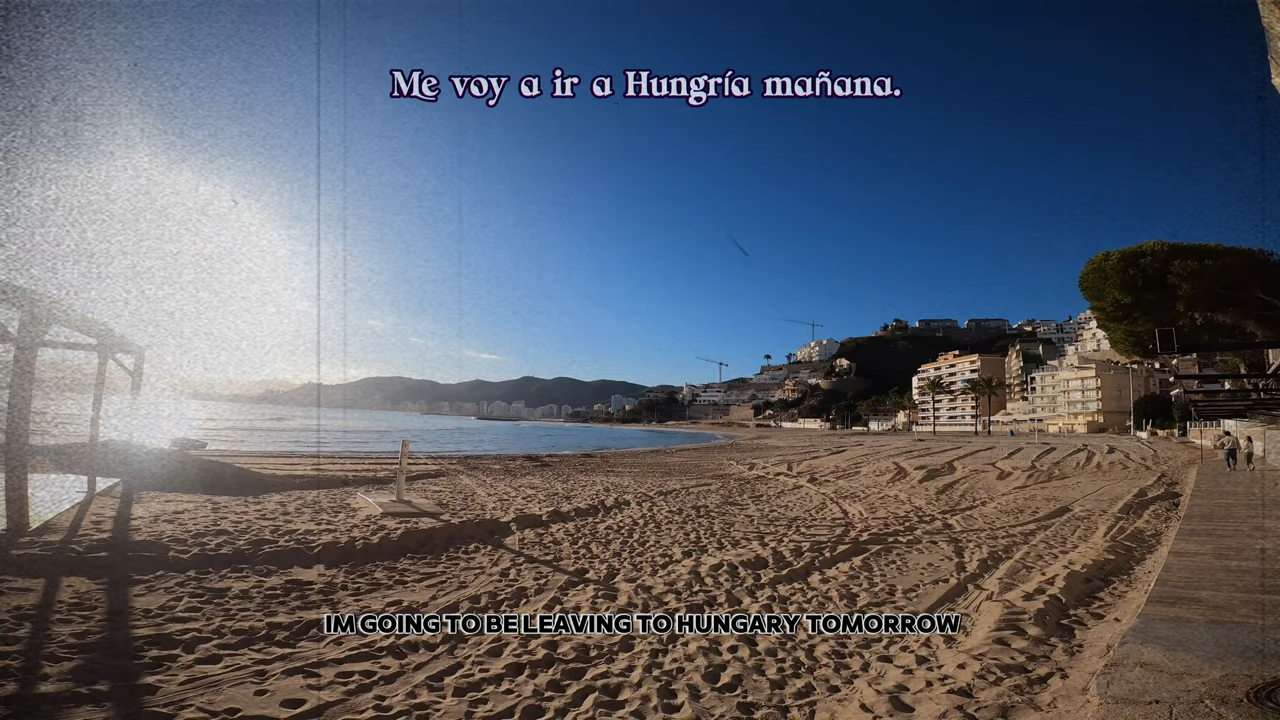 Me voy a ir a Hungría mañana.
IM GOING TO BE LEAVING TO HUNGARY TOMORROW